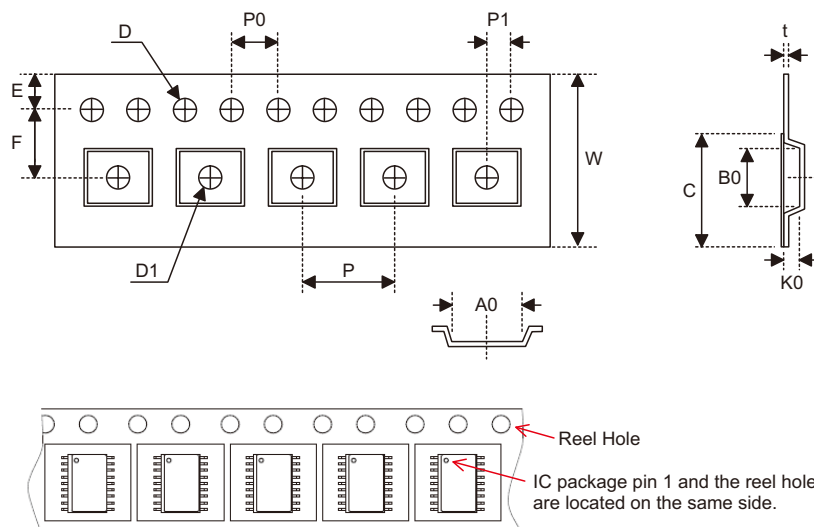 D
P0
P1
t
E
F
W
C
B0
D1
P
K0
A0
Reel Hole
IC package pin 1 and the reel hole
are located on the same side.